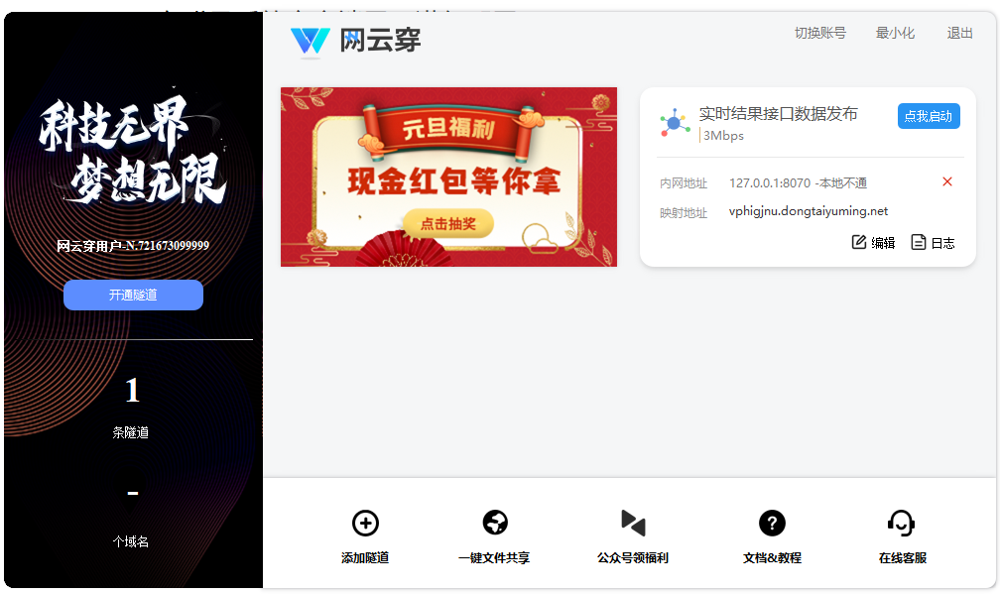 网云穿
切换账号
最小化
退出
科技无界
梦想无限
网云穿用户-N.721673099999
开通隧道
1
条隧道
-
个域名
元旦福利
现金红包等你拿
点击抽奖
实时结果接口数据发布
3Mbps
点我启动
内网地址 127.0.0.1:8070 -本地不通
映射地址 vphigjnu.dongtaiyuming.net
编辑 日志
添加隧道
一键文件共享
公众号领福利
文档&教程
在线客服